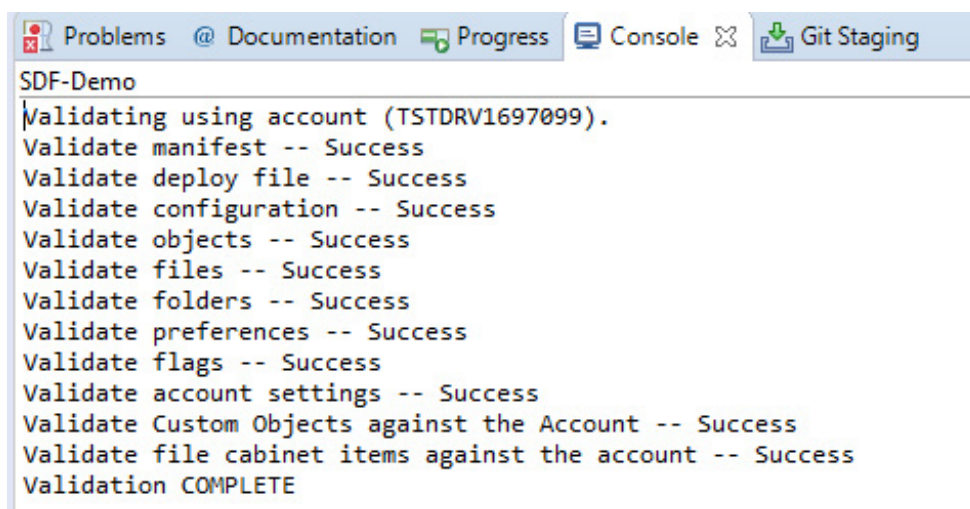 Problems @ Documentation Progress Console Git Staging
SDF-Demo
Validating using account (TSTDRV1697099).
Validate manifest -- Success
Validate deploy file -- Success
Validate configuration -- Success
Validate objects -- Success
Validate files -- Success
Validate folders -- Success
Validate preferences -- Success
Validate flags -- Success
Validate account settings -- Success
Validate Custom Objects against the Account -- Success
Validate file cabinet items against the account -- Success
Validation COMPLETE